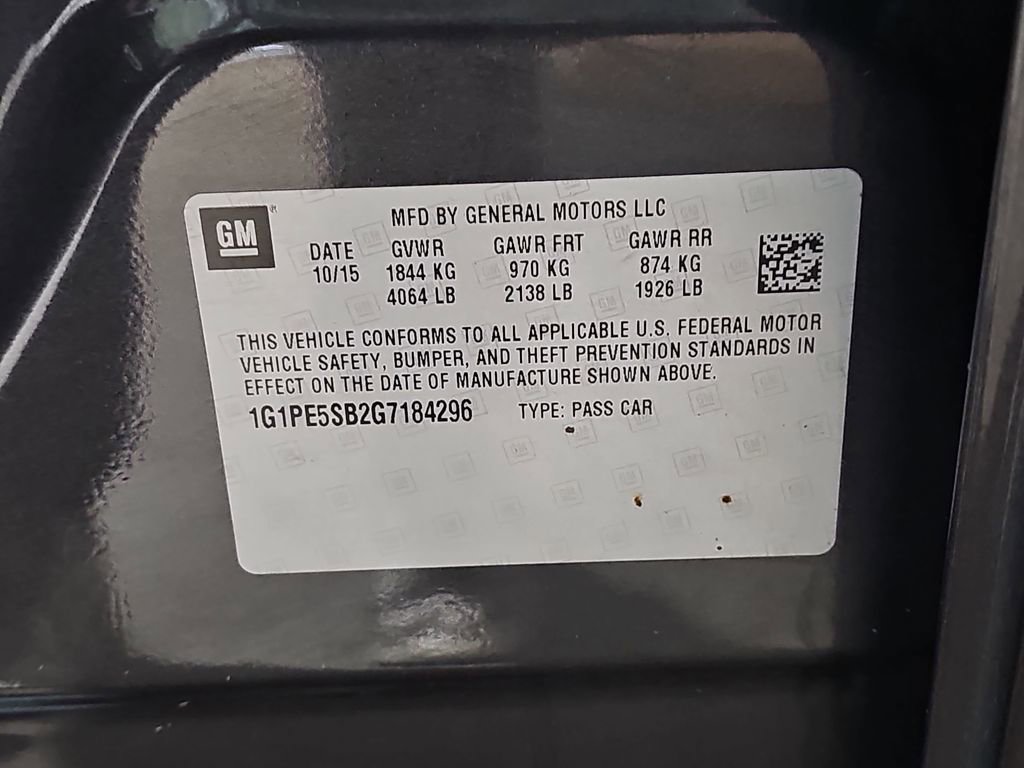 GM
MFD BY GENERAL MOTORS LLC
DATE GVWR GAWR FRT GAWR RR
10/15 1844 KG 970 KG 874 KG
4064 LB 2138 LB 1926 LB
THIS VEHICLE CONFORMS TO ALL APPLICABLE U.S. FEDERAL MOTOR
VEHICLE SAFETY, BUMPER, AND THEFT PREVENTION STANDARDS IN
EFFECT ON THE DATE OF MANUFACTURE SHOWN ABOVE.
1G1PE5SB2G7184296 TYPE: PASS CAR